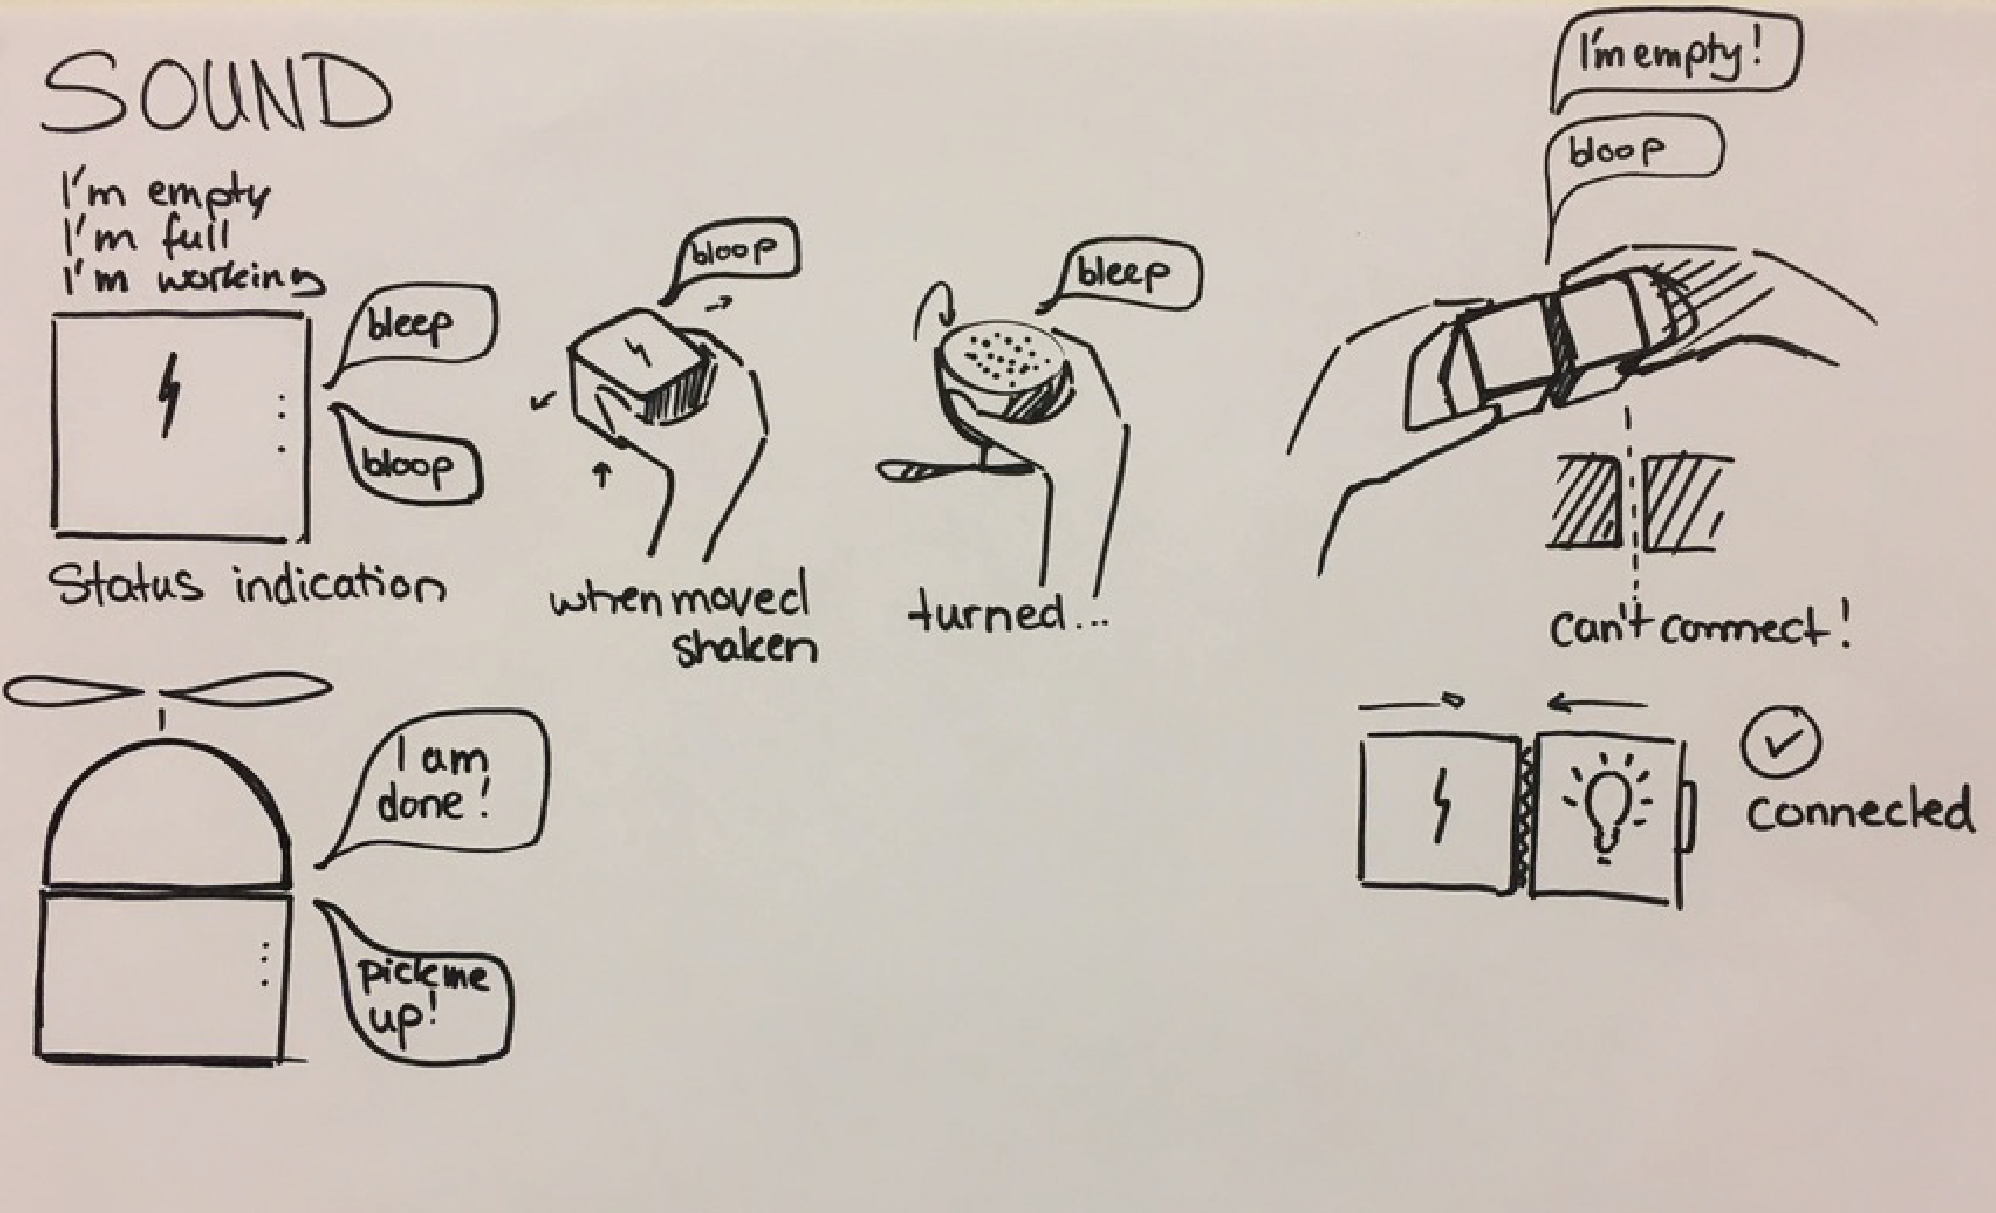 SOUND
I'm empty
I'm full
I'm working
bleep
bloop
Status indication
bloop
when moved
shaken
bleep
turned...
I'm empty!
bloop
can't connect!
connected
I am
done!
pick me
up!